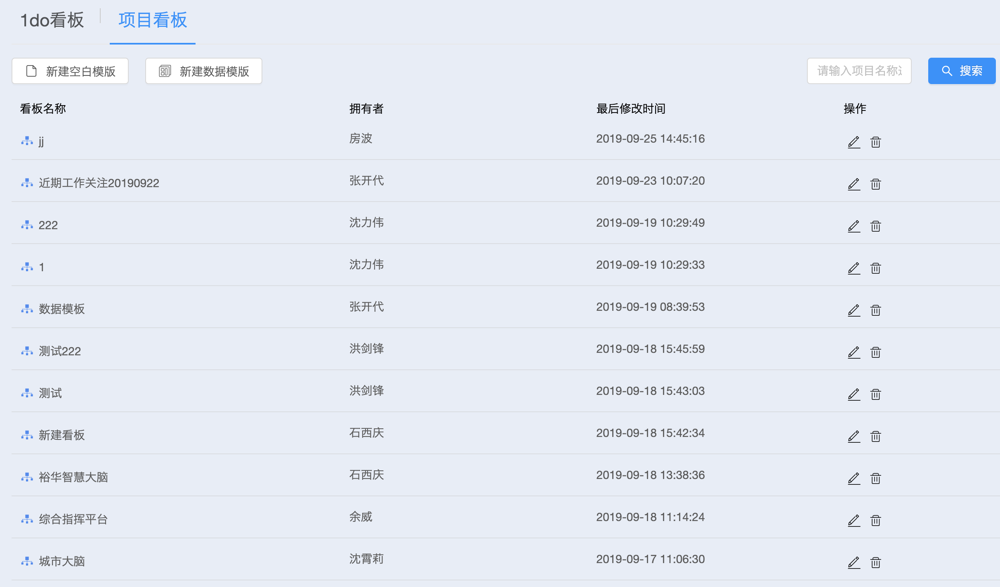 1do看板 项目看板
新建空白模版 新建数据模版 请输入项目名称 搜索
看板名称 拥有者 最后修改时间 操作
jj 房波 2019-09-25 14:45:16
近期工作关注20190922 张开代 2019-09-23 10:07:20
222 沈力伟 2019-09-19 10:29:49
1 沈力伟 2019-09-19 10:29:33
数据模板 张开代 2019-09-19 08:39:53
测试222 洪剑锋 2019-09-18 15:45:59
测试 洪剑锋 2019-09-18 15:43:03
新建看板 石西庆 2019-09-18 15:42:34
裕华智慧大脑 石西庆 2019-09-18 13:38:36
综合指挥平台 余威 2019-09-18 11:14:24
城市大脑 沈霄莉 2019-09-17 11:06:30